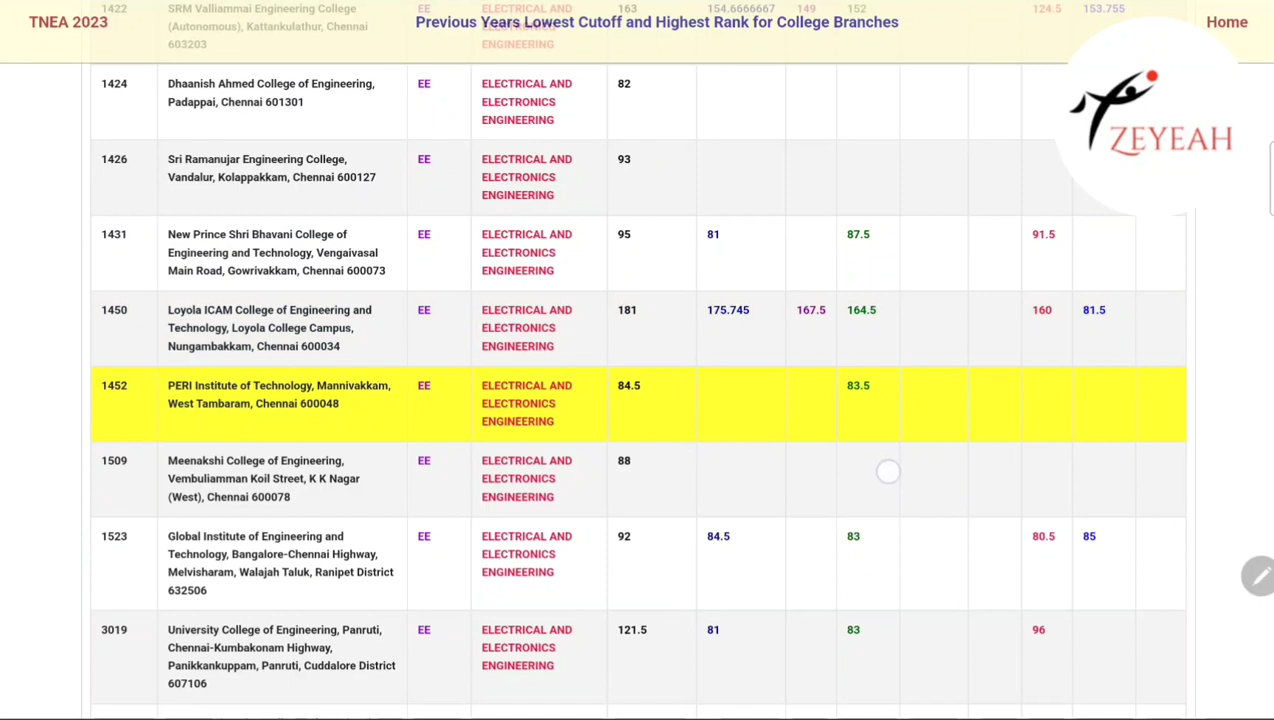 TNEA 2023
Previous Years Lowest Cutoff and Highest Rank for College Branches
Home
ZEYEAH
1422 SRM Valliammai Engineering College EE ELECTRICAL AND 163 154.6666667 149 152 124.5 153.755
(Autonomous), Kattankulathur, Chennai ELECTRONICS
603203 ENGINEERING
1424 Dhaanish Ahmed College of Engineering, EE ELECTRICAL AND 82
Padappai, Chennai 601301 ELECTRONICS
ENGINEERING
1426 Sri Ramanujar Engineering College, EE ELECTRICAL AND 93
Vandalur, Kolappakkam, Chennai 600127 ELECTRONICS
ENGINEERING
1431 New Prince Shri Bhavani College of EE ELECTRICAL AND 95 81 87.5 91.5
Engineering and Technology, Vengaivasal ELECTRONICS
Main Road, Gowrivakkam, Chennai 600073 ENGINEERING
1450 Loyola ICAM College of Engineering and EE ELECTRICAL AND 181 175.745 167.5 164.5 160 81.5
Technology, Loyola College Campus, ELECTRONICS
Nungambakkam, Chennai 600034 ENGINEERING
1452 PERI Institute of Technology, Mannivakkam, EE ELECTRICAL AND 84.5 83.5
West Tambaram, Chennai 600048 ELECTRONICS
ENGINEERING
1509 Meenakshi College of Engineering, EE ELECTRICAL AND 88
Vembuliamman Koil Street, K K Nagar ELECTRONICS
(West), Chennai 600078 ENGINEERING
1523 Global Institute of Engineering and EE ELECTRICAL AND 92 84.5 83 80.5 85
Technology, Bangalore-Chennai Highway, ELECTRONICS
Melvisharam, Walajah Taluk, Ranipet District ENGINEERING
632506
3019 University College of Engineering, Panruti, EE ELECTRICAL AND 121.5 81 83 96
Chennai-Kumbakonam Highway, ELECTRONICS
Panikkankuppam, Panruti, Cuddalore District ENGINEERING
607106